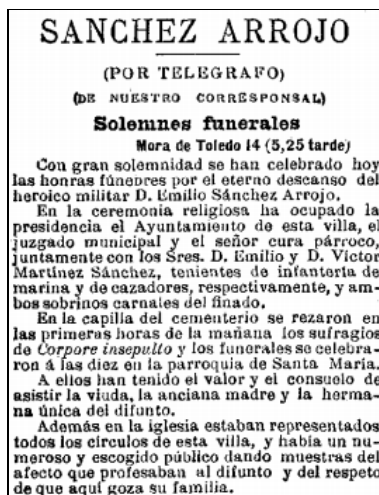 SANCHEZ ARROJO
(POR TELEGRAFO)
(DE NUESTRO CORRESPONSAL)
Solemnes funerales
Mora de Toledo 14 (5,25 tarde)
Con gran solemnidad se han celebrado hoy
las honras fúnebres por el eterno descanso del
heroico militar D. Emilio Sánchez Arrojo.
En la ceremonia religiosa ha ocupado la
presidencia el Ayuntamiento de esta villa, el
juzgado municipal y el señor cura párroco,
juntamente con los Sres. D. Emilio y D. Víctor
Martínez Sánchez, tenientes de infantería de
marina y de cazadores, respectivamente, y am-
bos sobrinos carnales del finado.
En la capilla del cementerio se rezaron en
las primeras horas de la mañana los sufragios
de Corpore insepulto y los funerales se celebra-
ron á las diez en la parroquia de Santa María.
A ellos han tenido el valor y el consuelo de
asistir la viuda, la anciana madre y la herma-
na única del difunto.
Además en la iglesia estaban representados
todos los círculos de esta villa, y había un nu-
meroso y escogido público dando muestras del
afecto que profesaban al difunto y del respeto
de que aquí goza su familia.